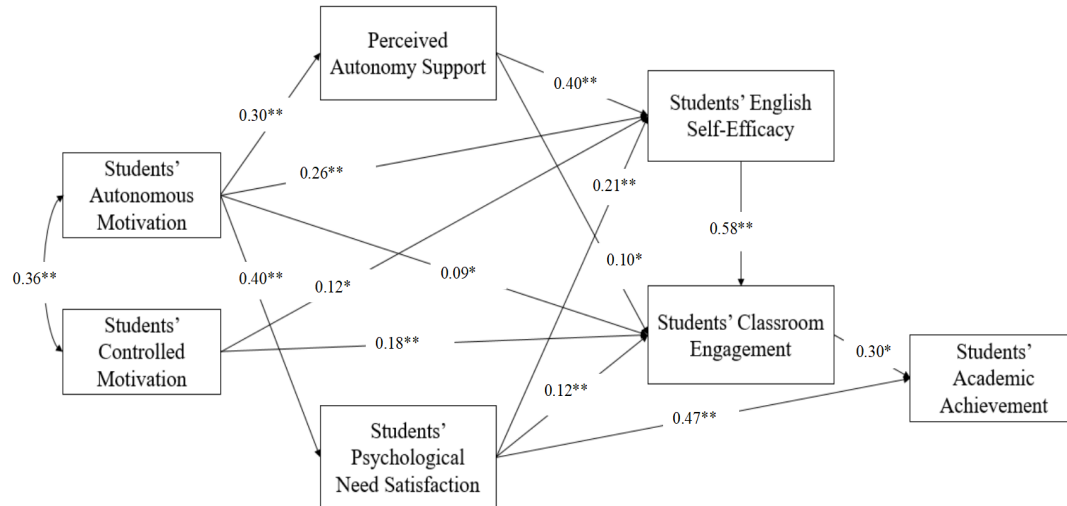 Perceived
Autonomy Support
0.40**
Students’ English
Self-Efficacy
0.30**
Students’
Autonomous
Motivation
0.26**
0.21**
0.58**
0.36**
0.40**
0.12*
0.09*
0.10*
Students’
Controlled
Motivation
0.18**
Students’ Classroom
Engagement
0.30*
Students’
Academic
Achievement
0.12**
0.47**
Students’
Psychological
Need Satisfaction